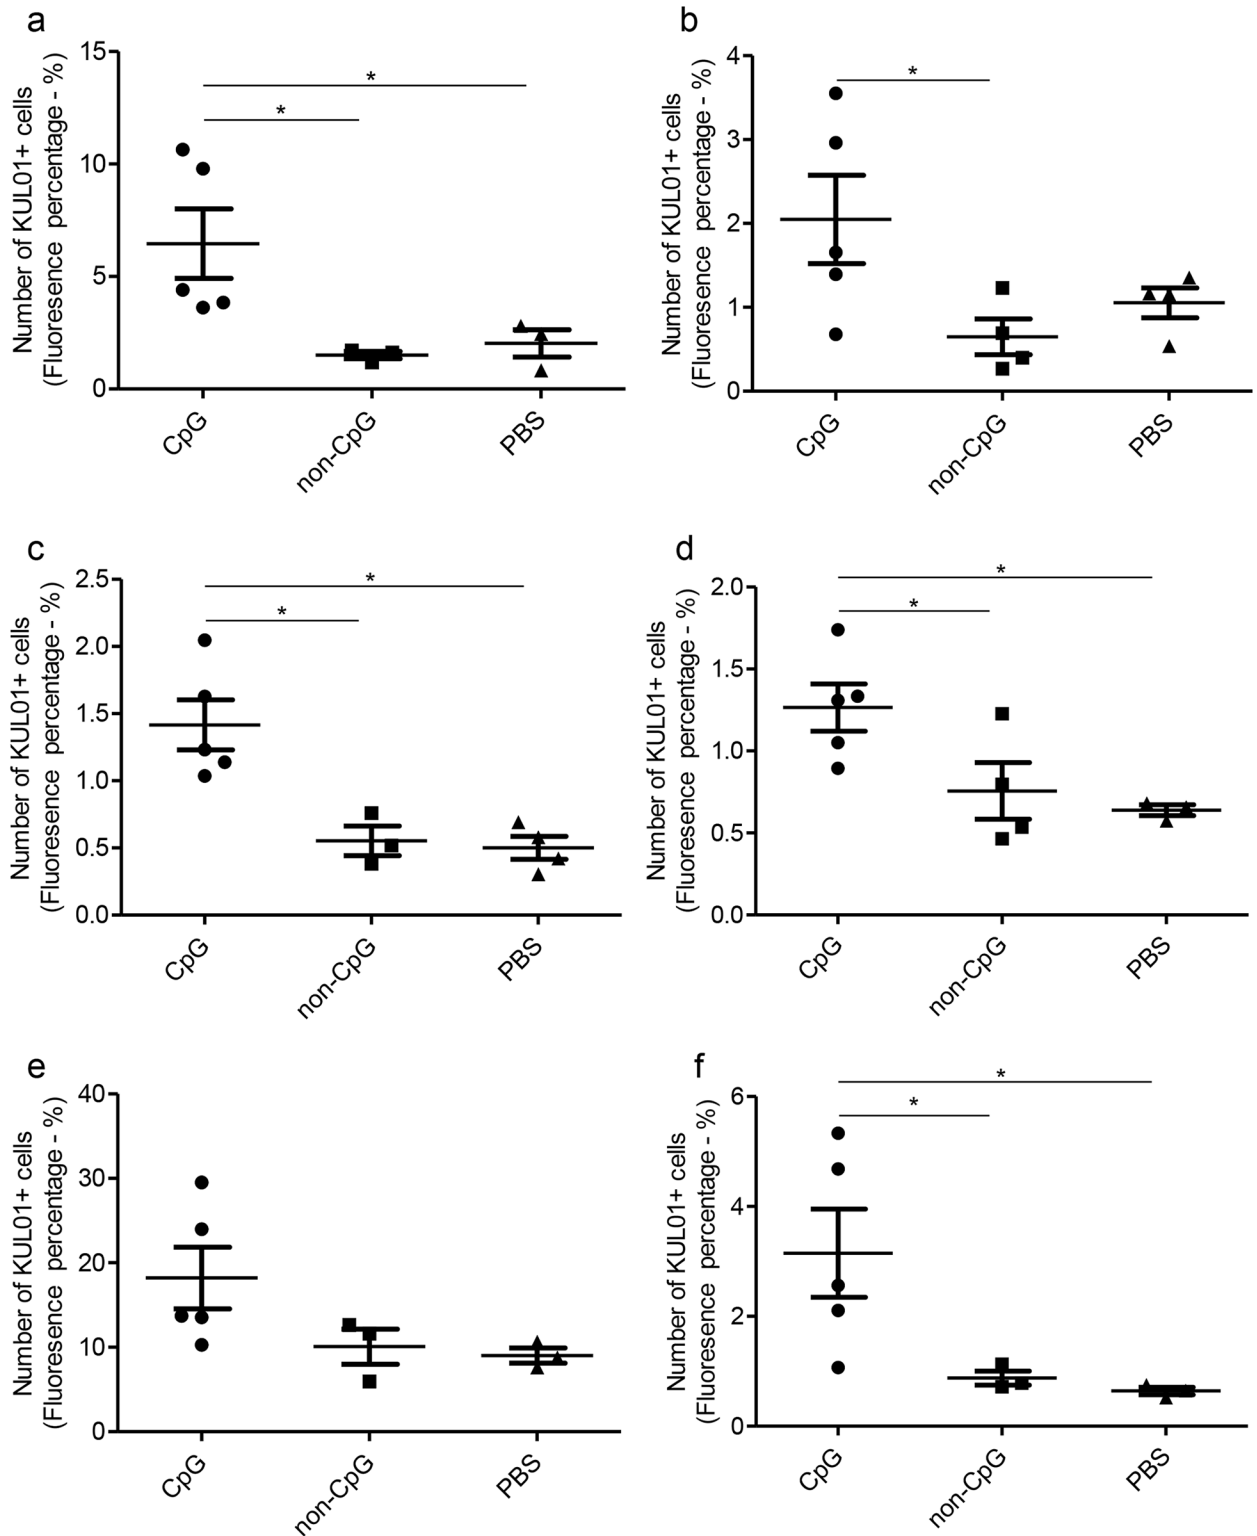 a
Number of KUL01+ cells
(Fluoresence percentage - %)
15
10
5
0
*
*
CpG
non-CpG
PBS
b
Number of KUL01+ cells
(Fluoresence percentage - %)
4
3
2
1
0
*
CpG
non-CpG
PBS
c
Number of KUL01+ cells
(Fluoresence percentage - %)
2.5
2.0
1.5
1.0
0.5
0.0
*
*
CpG
non-CpG
PBS
d
Number of KUL01+ cells
(Fluoresence percentage - %)
2.0
1.5
1.0
0.5
0.0
*
*
CpG
non-CpG
PBS
e
Number of KUL01+ cells
(Fluoresence percentage - %)
40
30
20
10
0
CpG
non-CpG
PBS
f
Number of KUL01+ cells
(Fluoresence percentage - %)
6
4
2
0
*
*
CpG
non-CpG
PBS